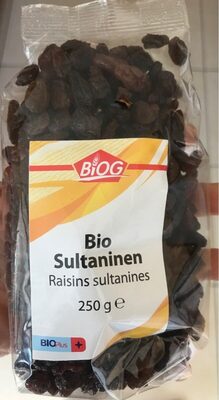 BiOG
Bio
Sultaninen
Raisins sultanines
250 g e
BIOPlus +